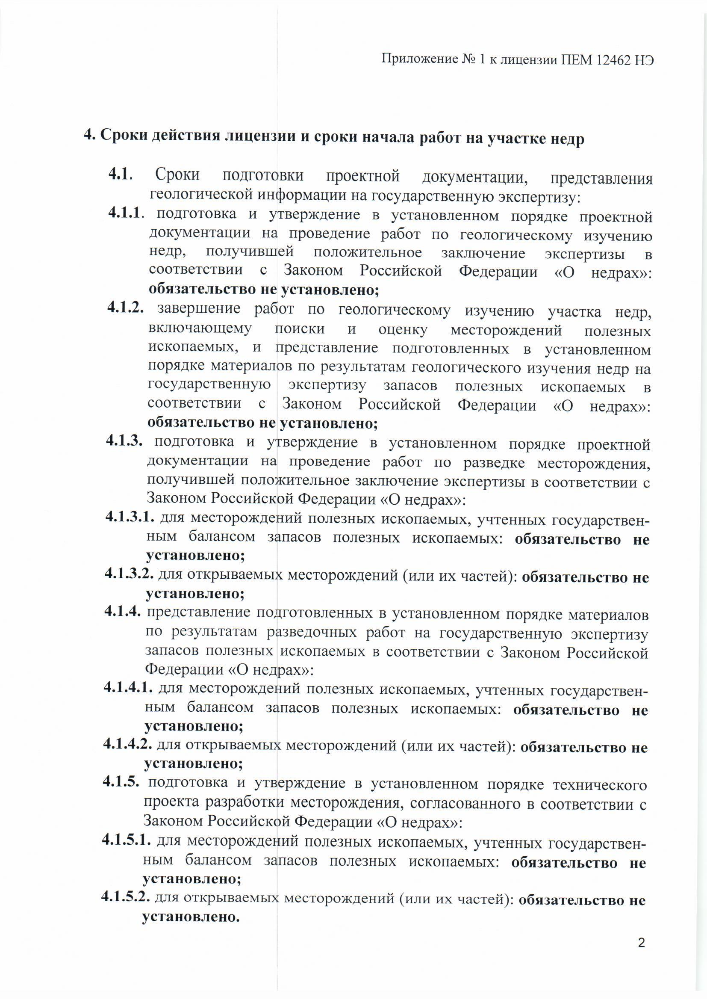 Приложение № 1 к лицензии ПЕМ 12462 НЭ
4. Сроки действия лицензии и сроки начала работ на участке недр
4.1. Сроки подготовки проектной документации, представления
геологической информации на государственную экспертизу:
4.1.1. подготовка и утверждение в установленном порядке проектной
документации на проведение работ по геологическому изучению
недр, получившей положительное заключение экспертизы в
соответствии с Законом Российской Федерации «О недрах»:
обязательство не установлено;
4.1.2. завершение работ по геологическому изучению участка недр,
включающему поиски и оценку месторождений полезных
ископаемых, и представление подготовленных в установленном
порядке материалов по результатам геологического изучения недр на
государственную экспертизу запасов полезных ископаемых в
соответствии с Законом Российской Федерации «О недрах»:
обязательство не установлено;
4.1.3. подготовка и утверждение в установленном порядке проектной
документации на проведение работ по разведке месторождения,
получившей положительное заключение экспертизы в соответствии с
Законом Российской Федерации «О недрах»:
4.1.3.1. для месторождений полезных ископаемых, учтенных государствен-
ным балансом запасов полезных ископаемых: обязательство не
установлено;
4.1.3.2. для открываемых месторождений (или их частей): обязательство не
установлено;
4.1.4. представление подготовленных в установленном порядке материалов
по результатам разведочных работ на государственную экспертизу
запасов полезных ископаемых в соответствии с Законом Российской
Федерации «О недрах»:
4.1.4.1. для месторождений полезных ископаемых, учтенных государствен-
ным балансом запасов полезных ископаемых: обязательство не
установлено;
4.1.4.2. для открываемых месторождений (или их частей): обязательство не
установлено;
4.1.5. подготовка и утверждение в установленном порядке технического
проекта разработки месторождения, согласованного в соответствии с
Законом Российской Федерации «О недрах»:
4.1.5.1. для месторождений полезных ископаемых, учтенных государствен-
ным балансом запасов полезных ископаемых: обязательство не
установлено;
4.1.5.2. для открываемых месторождений (или их частей): обязательство не
установлено.
2